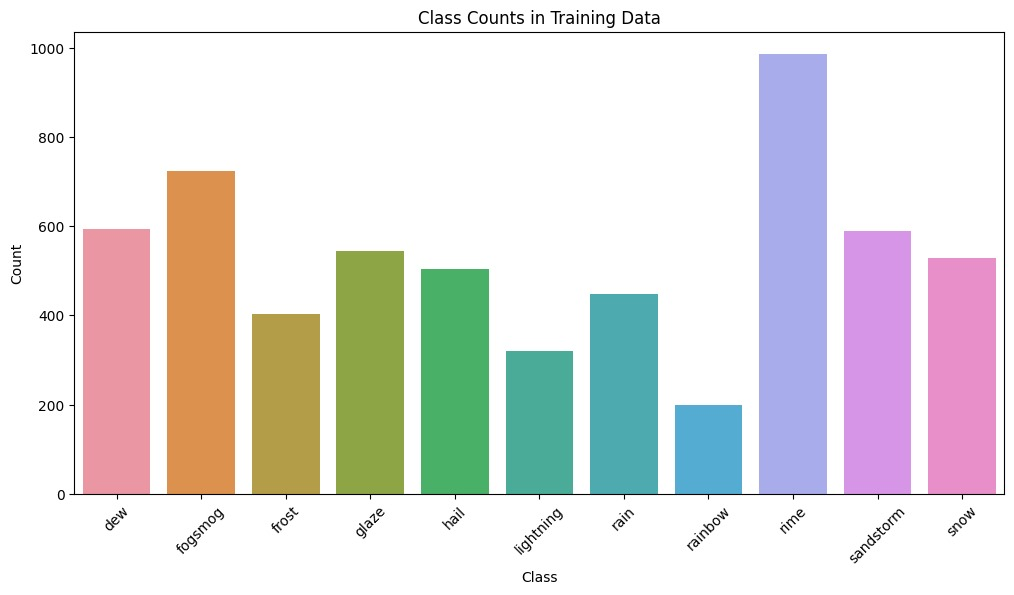 Class Counts in Training Data
Count
1000
800
600
400
200
0
dew
fogsmog
frost
glaze
hail
lightning
rain
rainbow
rime
sandstorm
snow
Class